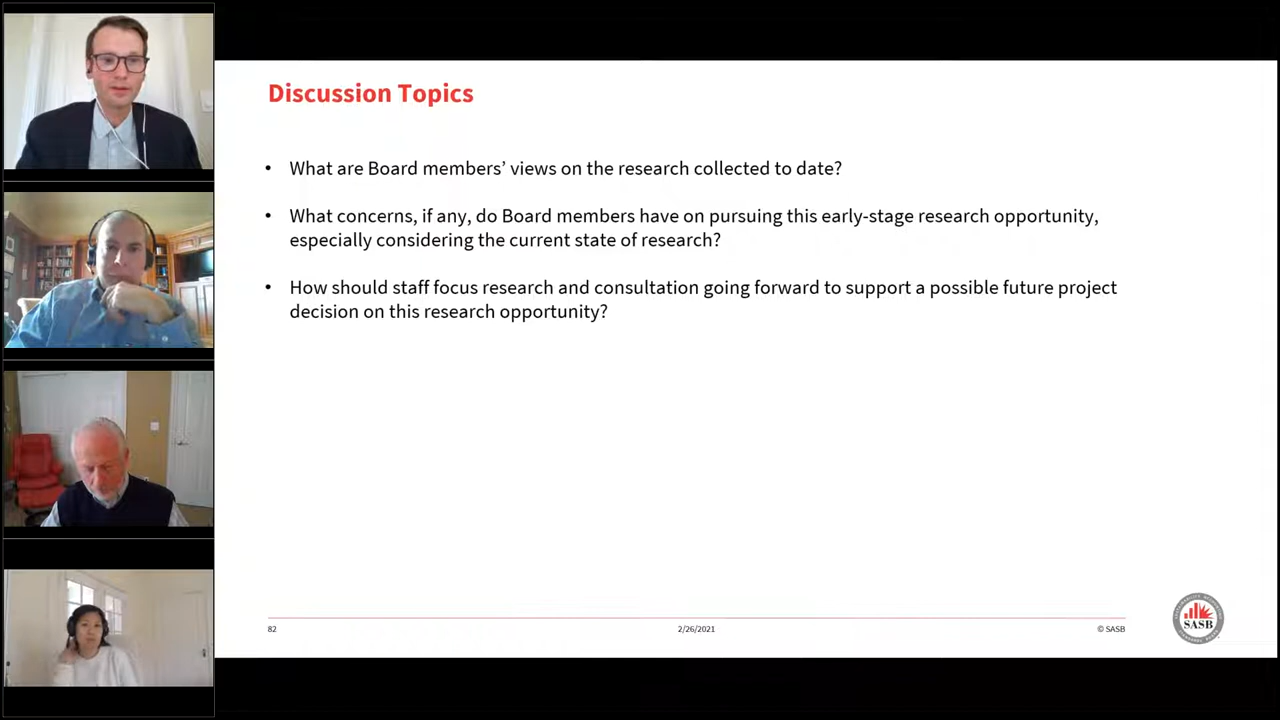 Discussion Topics
• What are Board members’ views on the research collected to date?
• What concerns, if any, do Board members have on pursuing this early-stage research opportunity,
especially considering the current state of research?
• How should staff focus research and consultation going forward to support a possible future project
decision on this research opportunity?
82
2/26/2021
© SASB
SASB